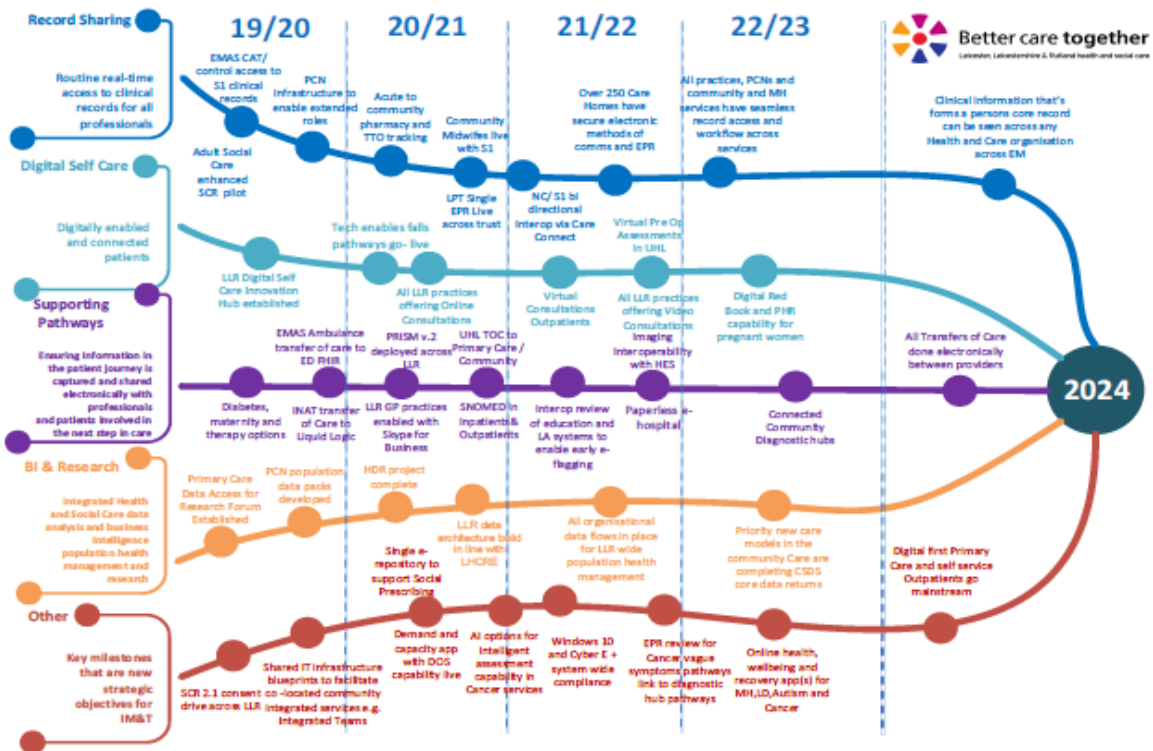 Record Sharing
Routine real-time
access to clinical
records for all
professionals
19/20
20/21
21/22
22/23
Better care together
Leicester, Leicestershire & Rutland health and social care
EMAS CAT/
control access to
S1 clinical
records
PCN
Infrastructure to
enable extended
roles
Acute to
community
pharmacy and
TTO tracking
Community
Midwifes live
with S1
Over 250 Care
Homes have
secure electronic
methods of
comms and EPR
All practices, PCNs and
community and MH
services have seamless
record access and
workflow across
services
Clinical information that's
forms a persons core record
can be seen across any
Health and Care organisation
across EM
Adult Social
Care
enhanced
SCR pilot
LPT Single
EPR Live
across trust
NC/ S1 bi
directional
Interop via Care
Connect
Digital Self Care
Digitally enabled
and connected
patients
Tech enables falls
pathways go- live
Virtual Pre Op
Assessments
in UHL
LLR Digital Self
Care Innovation
Hub established
All LLR practices
offering Online
Consultations
Virtual
Consultations
Outpatients
All LLR practices
offering Video
Consultations
Digital Red
Book and PHR
capability for
pregnant women
Supporting
Pathways
Ensuring information in
the patient journey is
captured and shared
electronically with
professionals
and patients involved in
the next step in care
EMAS Ambulance
transfer of care to
ED FHIR
PRISM v.2
deployed across
LLR
UHL TOC to
Primary Care /
Community
Imaging
Interoperability
with HES
All Transfers of Care
done electronically
between providers
Diabetes,
maternity and
therapy options
INAT transfer
of Care to
Liquid Logic
LLR GP practices
enabled with
Skype for
Business
SNOMED in
Inpatients &
Outpatients
Interop review
of education and
LA systems to
enable early e-
flagging
Paperless e-
hospital
Connected
Community
Diagnostic hubs
2024
BI & Research
Integrated Health
and Social Care data
analysis and business
intelligence
population health
management and
research
Primary Care
Data Access for
Research Forum
Established
PCN population
data packs
developed
HDR project
complete
LLR data
architecture build
in line with
LHCRE
All organisational
data flows in place
for LLR wide
population health
management
Priority new care
models in the
community Care are
completing CSDS
core data returns
Other
Key milestones
that are new
strategic
objectives for
IM&T
Single e-
repository to
support Social
Prescribing
Digital first Primary
Care and self service
Outpatients go
mainstream
SCR 2.1 consent
drive across LLR
Shared IT infrastructure
blueprints to facilitate
co -located community
integrated services e.g.
Integrated Teams
Demand and
capacity app
with DOS
capability live
AI options for
intelligent
assessment
capability in
Cancer services
Windows 10
and Cyber E +
system wide
compliance
EPR review for
Cancer vague
symptoms pathways
link to diagnostic
hub pathways
Online health,
wellbeing and
recovery app(s) for
MH,LD,Autism and
Cancer